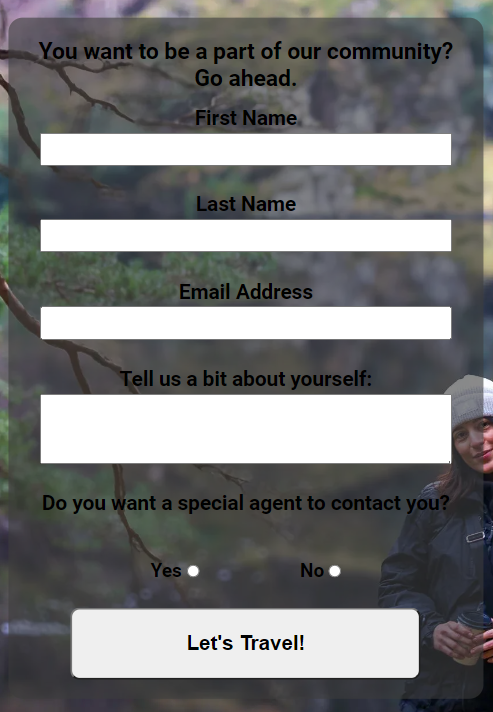 You want to be a part of our community?
Go ahead.
First Name
Last Name
Email Address
Tell us a bit about yourself:
Do you want a special agent to contact you?
Yes No
Let's Travel!